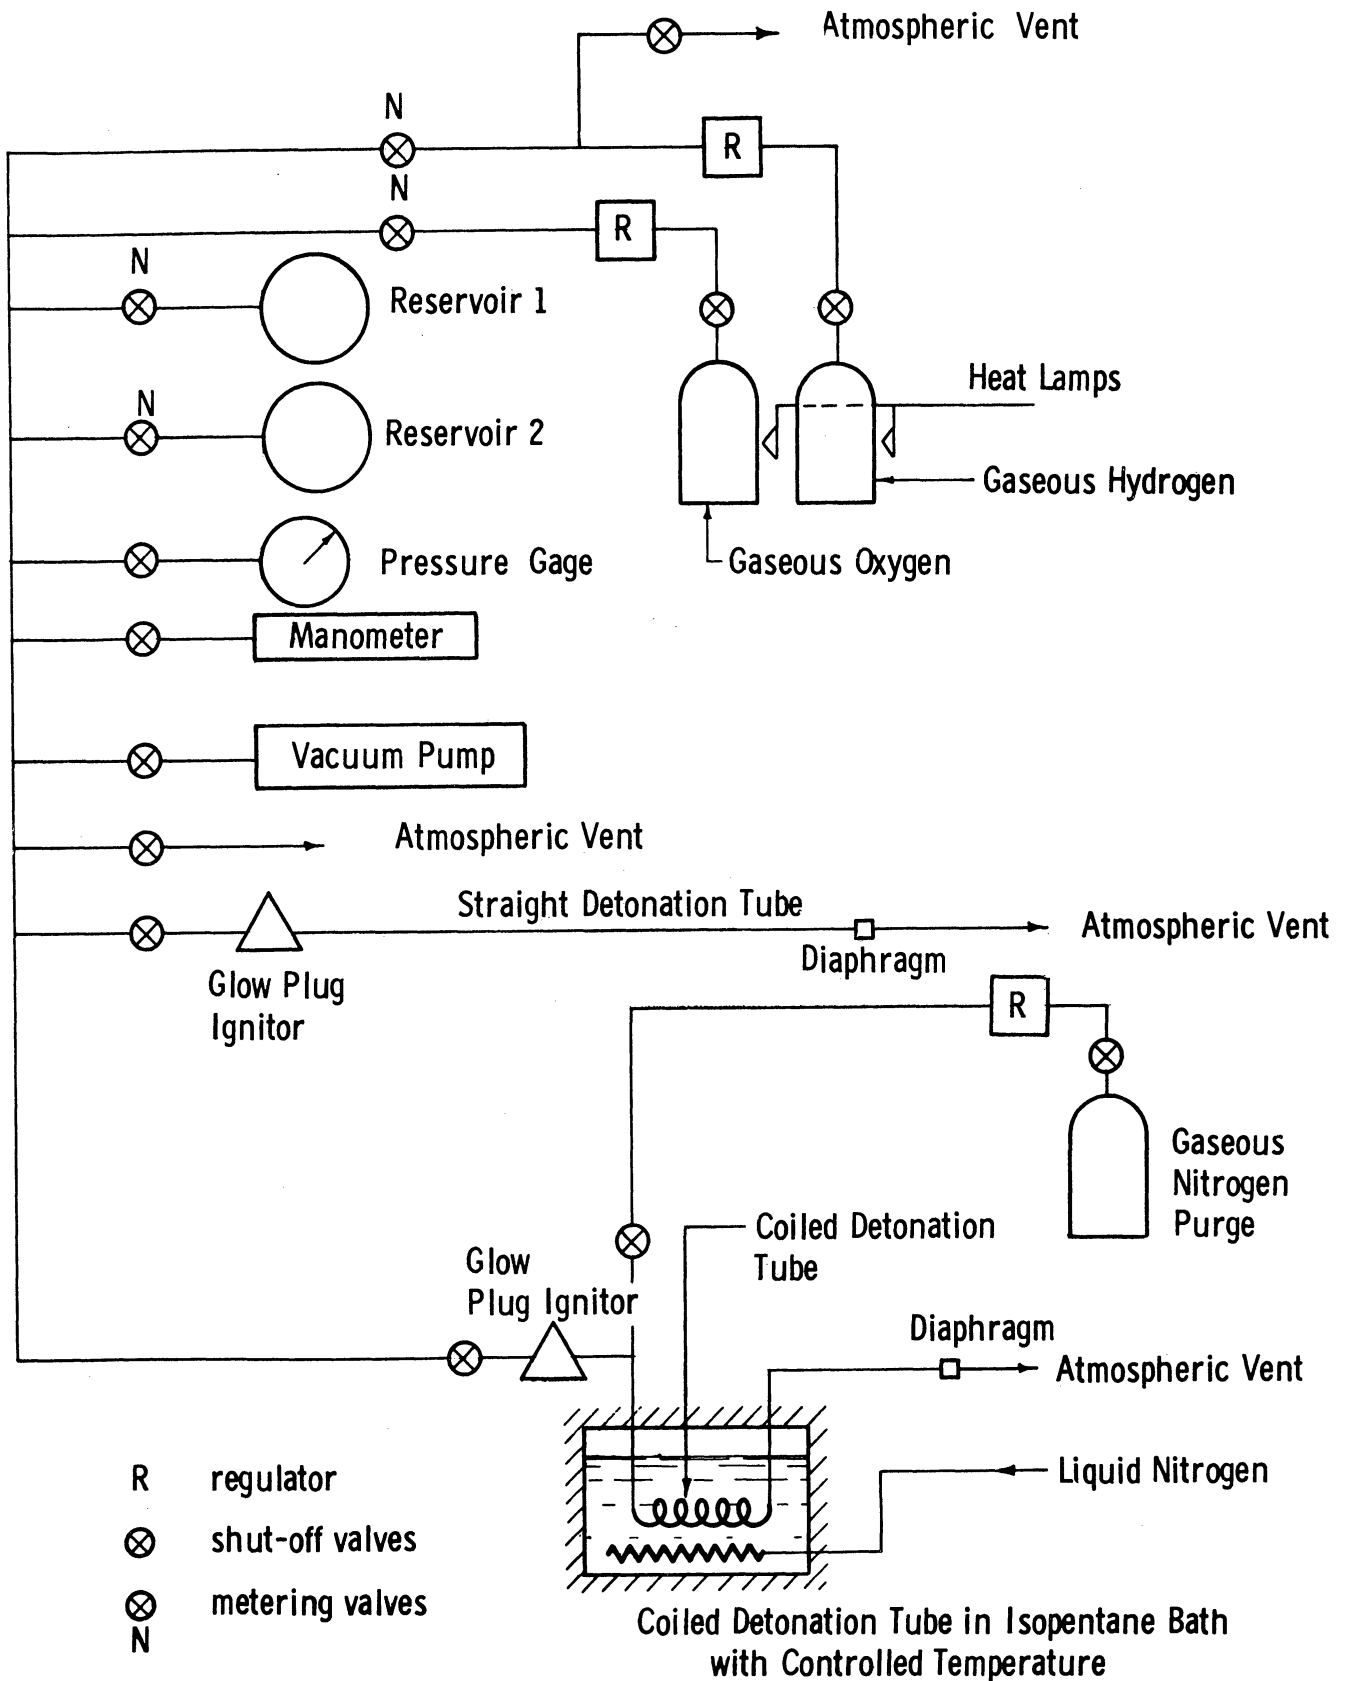 Atmospheric Vent
N
R
N
R
N
Reservoir 1
Heat Lamps
N
Reservoir 2
Gaseous Hydrogen
Pressure Gage
Gaseous Oxygen
Manometer
Vacuum Pump
Atmospheric Vent
Straight Detonation Tube
Atmospheric Vent
Diaphragm
Glow Plug
Ignitor
R
Gaseous
Nitrogen
Purge
Coiled Detonation
Tube
Glow
Plug Ignitor
Diaphragm
Atmospheric Vent
Liquid Nitrogen
R regulator
shut-off valves
metering valves
N
Coiled Detonation Tube in Isopentane Bath
with Controlled Temperature